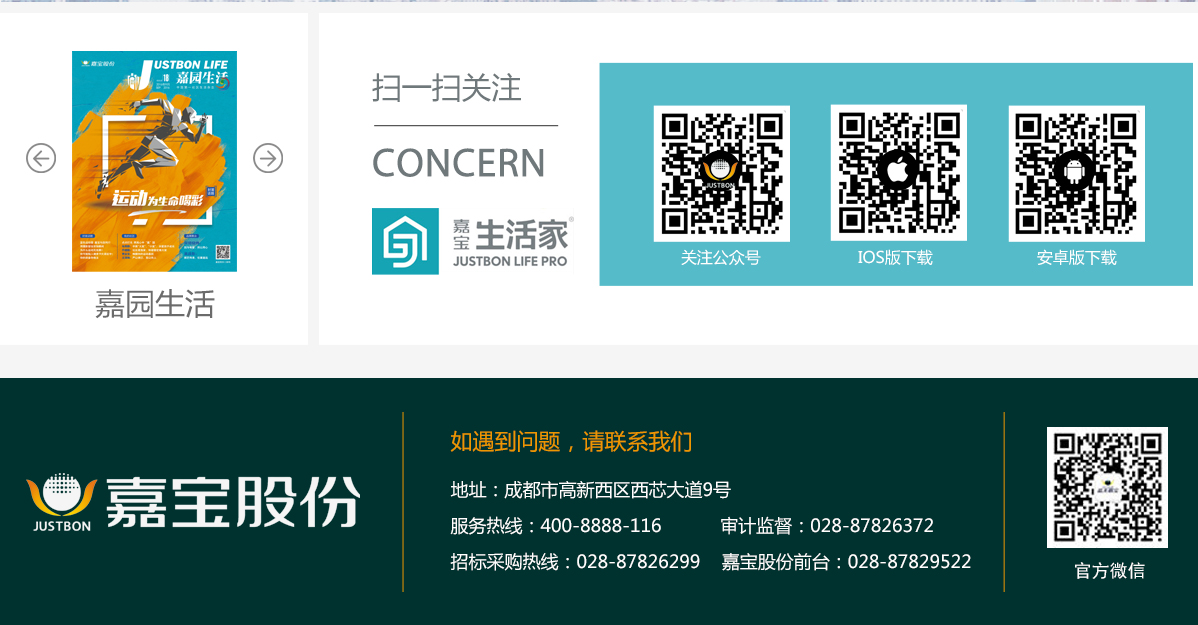 嘉宝股份
JUSTBON LIFE
嘉园生活
运动为生命喝彩
嘉园生活
扫一扫关注
CONCERN
嘉宝生活家®
JUSTBON LIFE PRO
JUSTBON
关注公众号
IOS版下载
安卓版下载
嘉宝股份
JUSTBON
如遇到问题，请联系我们
地址：成都市高新西区西芯大道9号
服务热线：400-8888-116 审计监督：028-87826372
招标采购热线：028-87826299 嘉宝股份前台：028-87829522
官方微信